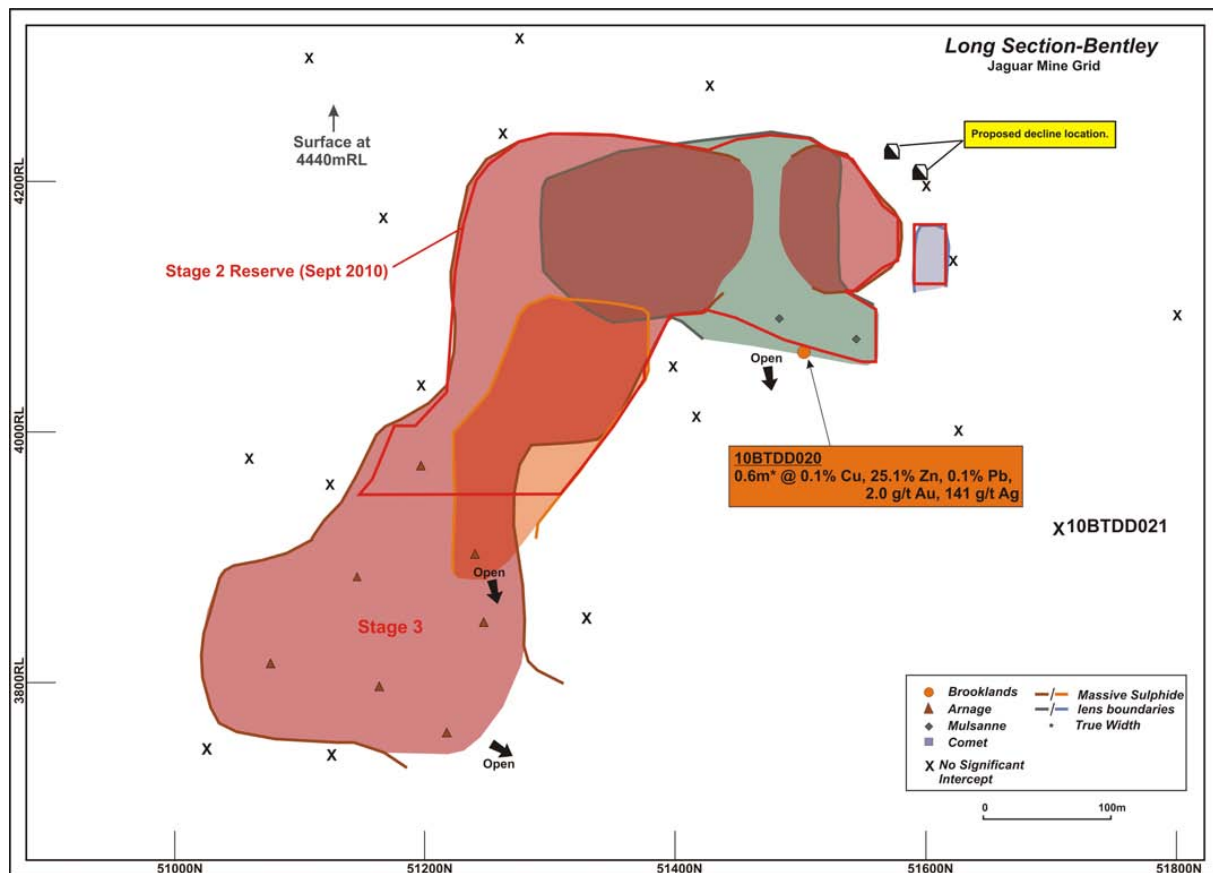 Long Section-Bentley
Jaguar Mine Grid
Surface at
4440mRL
Proposed decline location.
4200RL
Stage 2 Reserve (Sept 2010)
Open
4000RL
10BTDD020
0.6m* @ 0.1% Cu, 25.1% Zn, 0.1% Pb,
2.0 g/t Au, 141 g/t Ag
X 10BTDD021
Open
Stage 3
3800RL
Open
Brooklands
Arnage
Mulsanne
Comet
X No Significant
Intercept
Massive Sulphide
lens boundaries
* True Width
0 100m
51000N 51200N 51400N 51600N 51800N